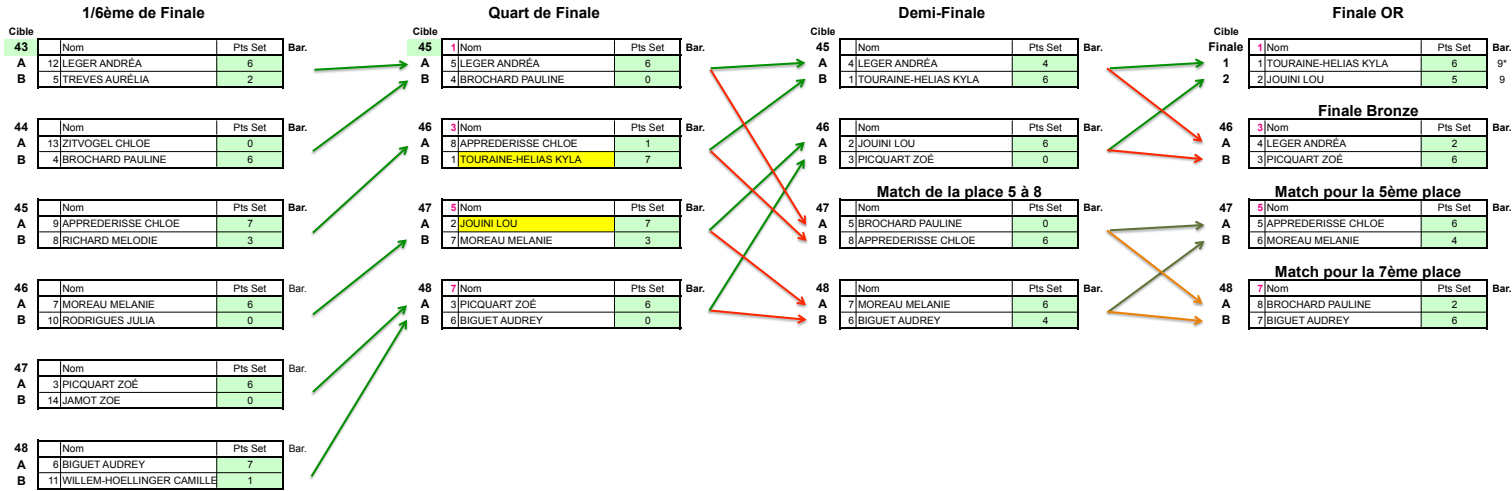 1/6ème de Finale
Cible
43 Nom Pts Set Bar.
A 12 LEGER ANDRÉA 6
B 5 TREVES AURÉLIA 2
44 Nom Pts Set Bar.
A 13 ZITVOGEL CHLOE 0
B 4 BROCHARD PAULINE 6
45 Nom Pts Set Bar.
A 9 APPREDERISSE CHLOE 7
B 8 RICHARD MELODIE 3
46 Nom Pts Set Bar.
A 7 MOREAU MELANIE 6
B 10 RODRIGUES JULIA 0
47 Nom Pts Set Bar.
A 3 PICQUART ZOÉ 6
B 14 JAMOT ZOE 0
48 Nom Pts Set Bar.
A 6 BIGUET AUDREY 7
B 11 WILLEM-HOELLINGER CAMILLE 1
Quart de Finale
Cible
45 1 Nom Pts Set Bar.
A 5 LEGER ANDRÉA 6
B 4 BROCHARD PAULINE 0
46 3 Nom Pts Set Bar.
A 8 APPREDERISSE CHLOE 1
B 1 TOURAINE-HELIAS KYLA 7
47 5 Nom Pts Set Bar.
A 2 JOUINI LOU 7
B 7 MOREAU MELANIE 3
48 7 Nom Pts Set Bar.
A 3 PICQUART ZOÉ 6
B 6 BIGUET AUDREY 0
Demi-Finale
Cible
45 Nom Pts Set Bar.
A 4 LEGER ANDRÉA 4
B 1 TOURAINE-HELIAS KYLA 6
46 Nom Pts Set Bar.
A 2 JOUINI LOU 6
B 3 PICQUART ZOÉ 0
Match de la place 5 à 8
47 Nom Pts Set Bar.
A 5 BROCHARD PAULINE 0
B 8 APPREDERISSE CHLOE 6
48 Nom Pts Set Bar.
A 7 MOREAU MELANIE 6
B 6 BIGUET AUDREY 4
Finale OR
Cible
Finale 1 Nom Pts Set Bar.
1 1 TOURAINE-HELIAS KYLA 6 9*
2 2 JOUINI LOU 5 9
Finale Bronze
46 3 Nom Pts Set Bar.
A 4 LEGER ANDRÉA 2
B 3 PICQUART ZOÉ 6
Match pour la 5ème place
47 5 Nom Pts Set Bar.
A 5 APPREDERISSE CHLOE 6
B 6 MOREAU MELANIE 4
Match pour la 7ème place
48 7 Nom Pts Set Bar.
A 8 BROCHARD PAULINE 2
B 7 BIGUET AUDREY 6